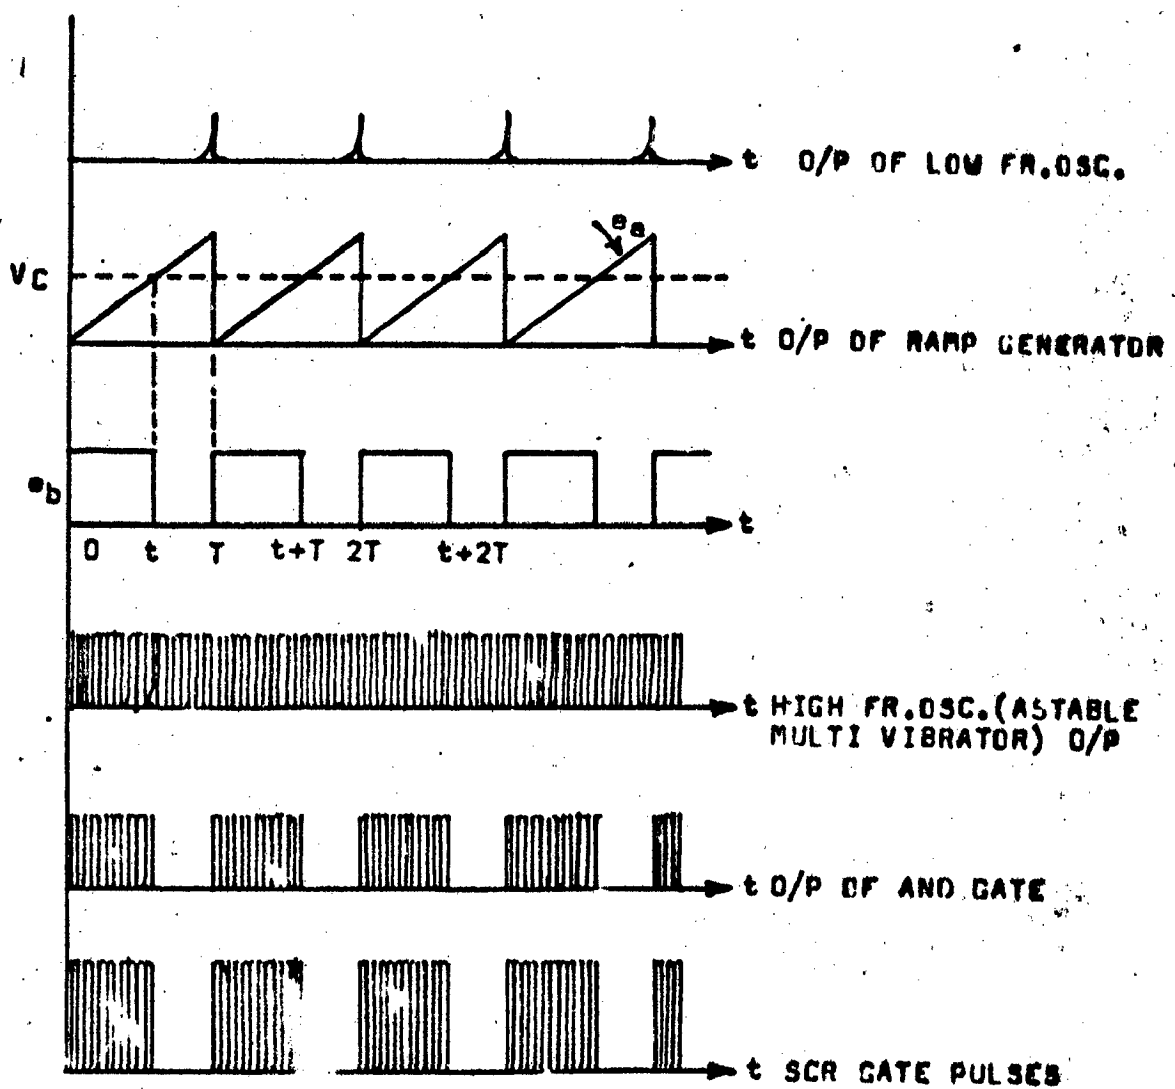 t O/P OF LOW FR.OSC.
ea
VC
t O/P OF RAMP GENERATOR
eb
t
0 t T t+T 2T t+2T
t HIGH FR.OSC.(ASTABLE
MULTI VIBRATOR) O/P
t O/P OF AND GATE
t SCR GATE PULSES